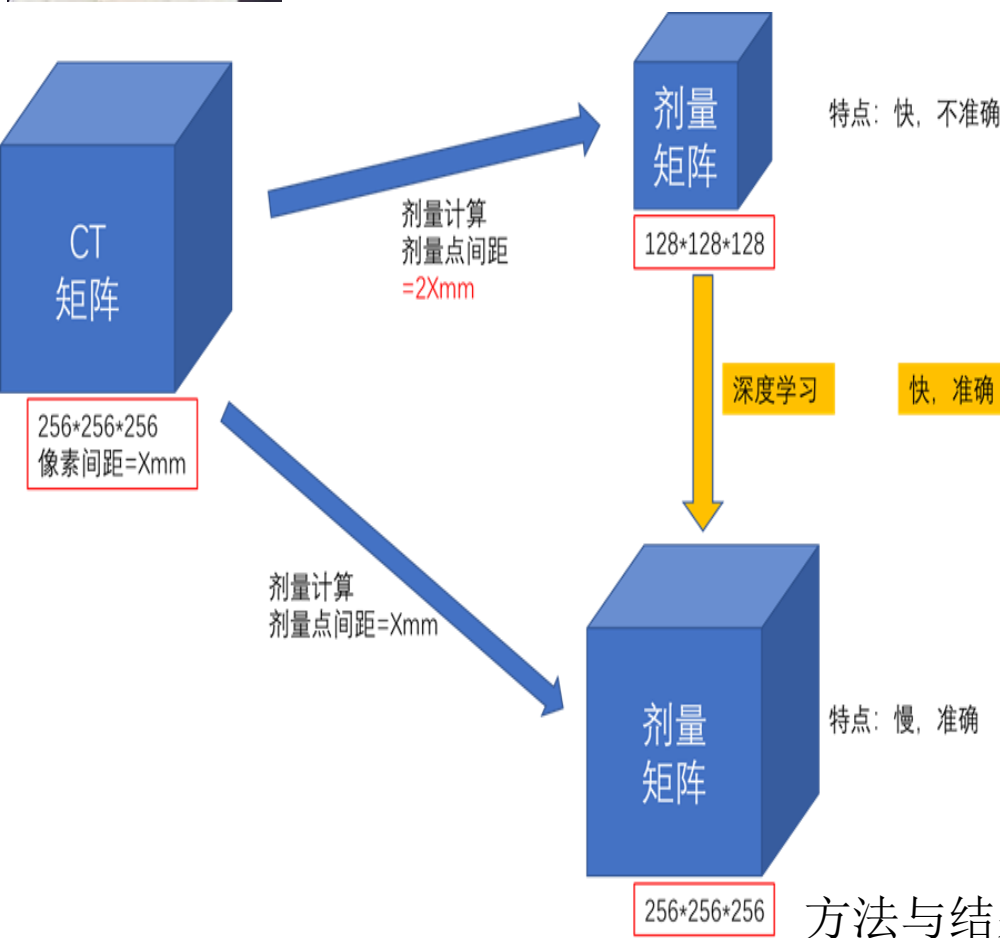 CT
矩阵
256*256*256
像素间距=Xmm
剂量计算
剂量点间距
=2Xmm
剂量
矩阵
128*128*128
特点：快，不准确
深度学习
快，准确
剂量计算
剂量点间距=Xmm
剂量
矩阵
特点：慢，准确
256*256*256
方法与结